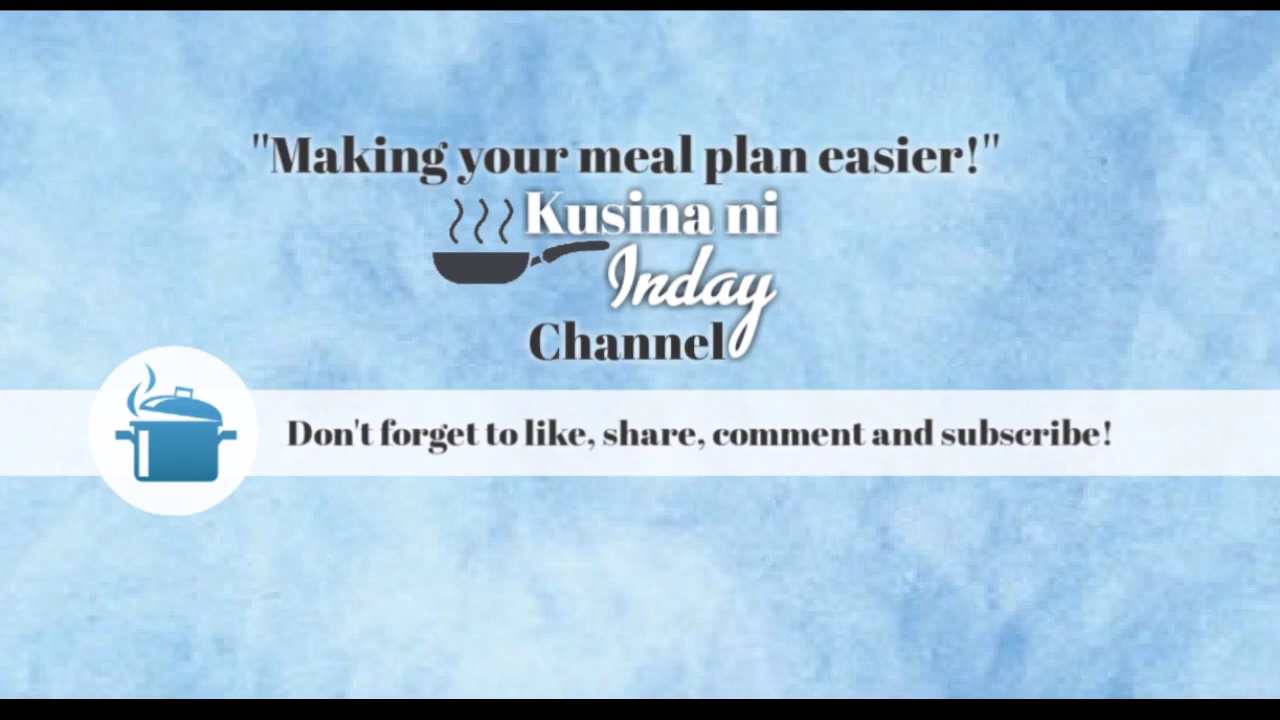 "Making your meal plan easier!"
Kusina ni
Inday
Channel
Don't forget to like, share, comment and subscribe!